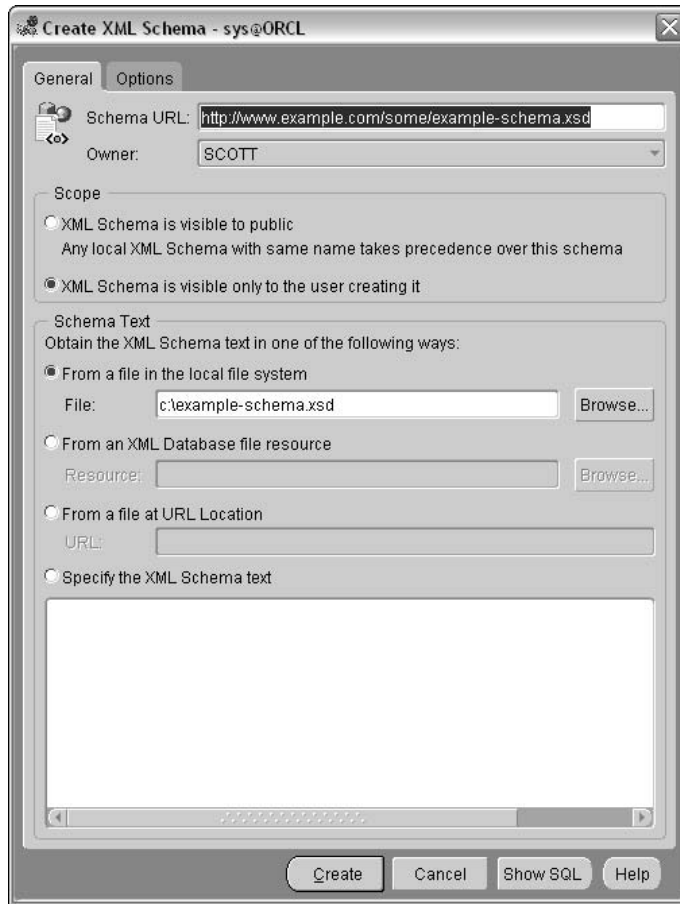 Create XML Schema - sys@ORCL
General Options
Schema URL: http://www.example.com/some/example-schema.xsd
<o>
Owner: SCOTT
Scope
XML Schema is visible to public
Any local XML Schema with same name takes precedence over this schema
XML Schema is visible only to the user creating it
Schema Text
Obtain the XML Schema text in one of the following ways:
From a file in the local file system
File: c:\example-schema.xsd Browse...
From an XML Database file resource
Resource: Browse...
From a file at URL Location
URL:
Specify the XML Schema text
Create Cancel Show SQL Help